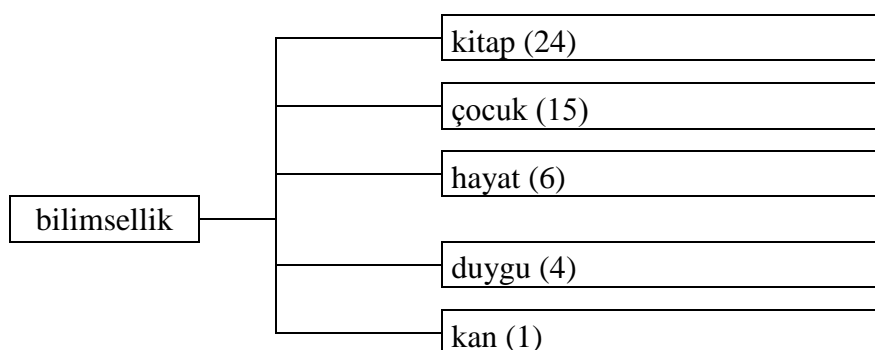 kitap (24)
çocuk (15)
hayat (6)
bilimsellik
duygu (4)
kan (1)